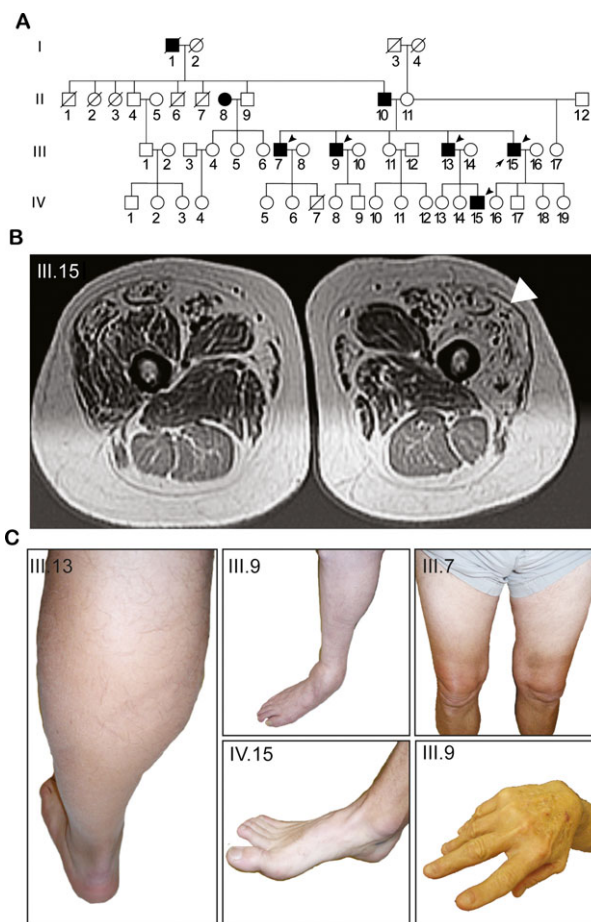 A
I
1 2 3 4
II
1 2 3 4 5 6 7 8 9 10 11 12
III
1 2 3 4 5 6 7 8 9 10 11 12 13 14 15 16 17
IV
1 2 3 4 5 6 7 8 9 10 11 12 13 14 15 16 17 18 19
B
III.15
C
III.13 III.9 III.7
IV.15 III.9